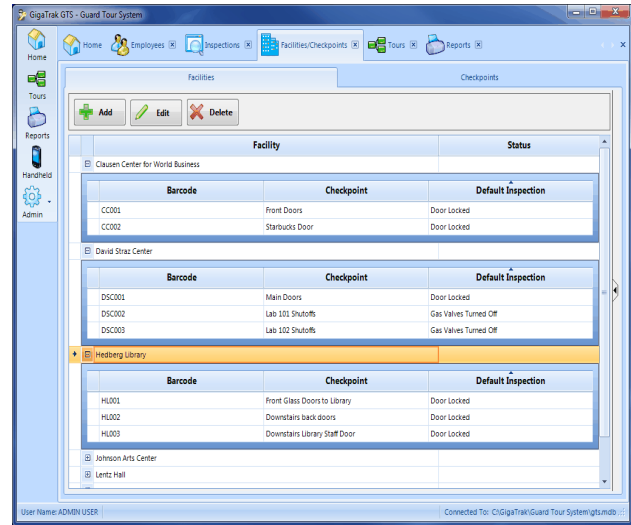 GigaTrak GTS - Guard Tour System
Home
Home Employees Inspections Facilities/Checkpoints Tours Reports
Tours
Reports
Handheld
Admin
Facilities Checkpoints
Add Edit Delete
Facility Status
Clausen Center for World Business
Barcode Checkpoint Default Inspection
CC001 Front Doors Door Locked
CC002 Starbucks Door Door Locked
David Straz Center
Barcode Checkpoint Default Inspection
DSC001 Main Doors Door Locked
DSC002 Lab 101 Shutoffs Gas Valves Turned Off
DSC003 Lab 102 Shutoffs Gas Valves Turned Off
Hedberg Library
Barcode Checkpoint Default Inspection
HL001 Front Glass Doors to Library Door Locked
HL002 Downstairs back doors Door Locked
HL003 Downstairs Library Staff Door Door Locked
Johnson Arts Center
Lentz Hall
User Name: ADMIN USER Connected To: C:\GigaTrak\Guard Tour System\gts.mdb